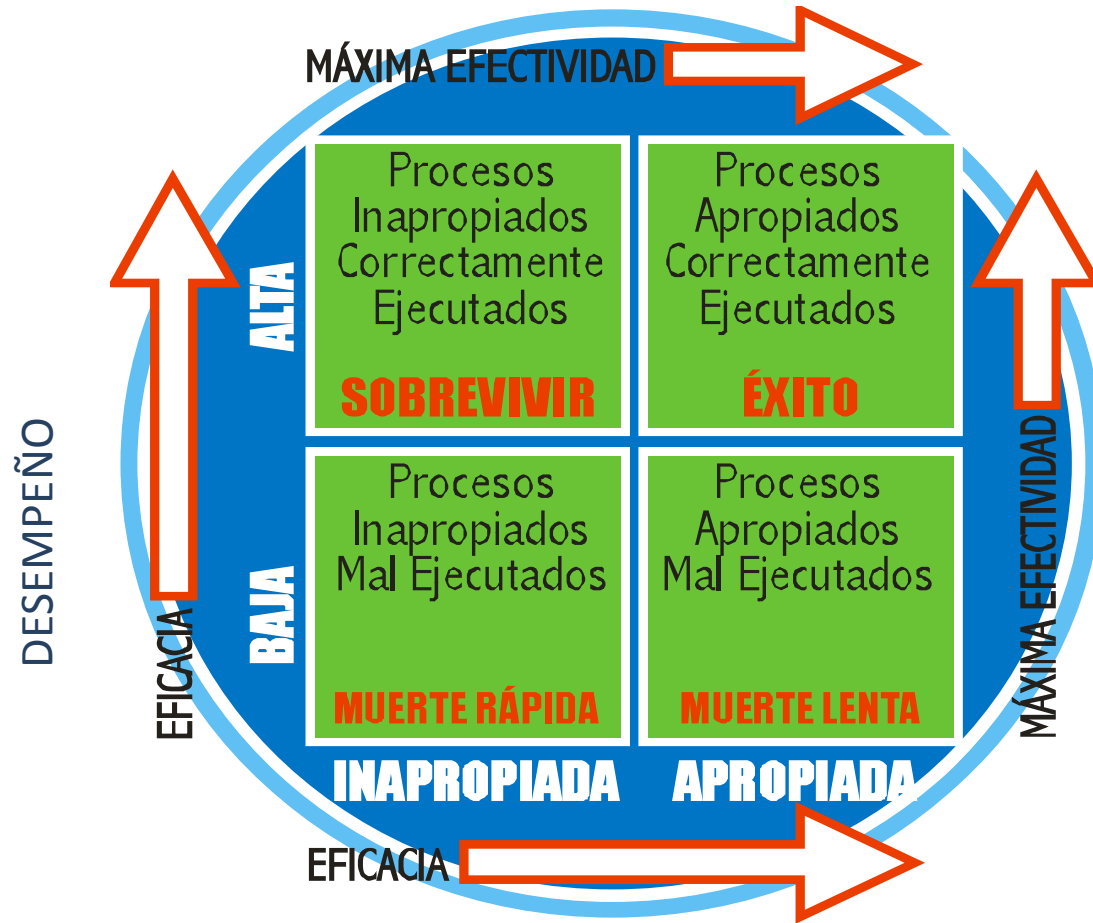 MÁXIMA EFECTIVIDAD
Procesos
Inapropiados
Correctamente
Ejecutados
SOBREVIVIR
Procesos
Apropiados
Correctamente
Ejecutados
ÉXITO
ALTA
DESEMPEÑO
EFICACIA
BAJA
Procesos
Inapropiados
Mal Ejecutados
MUERTE RÁPIDA
Procesos
Apropiados
Mal Ejecutados
MUERTE LENTA
MÁXIMA EFECTIVIDAD
INAPROPIADA
APROPIADA
EFICACIA